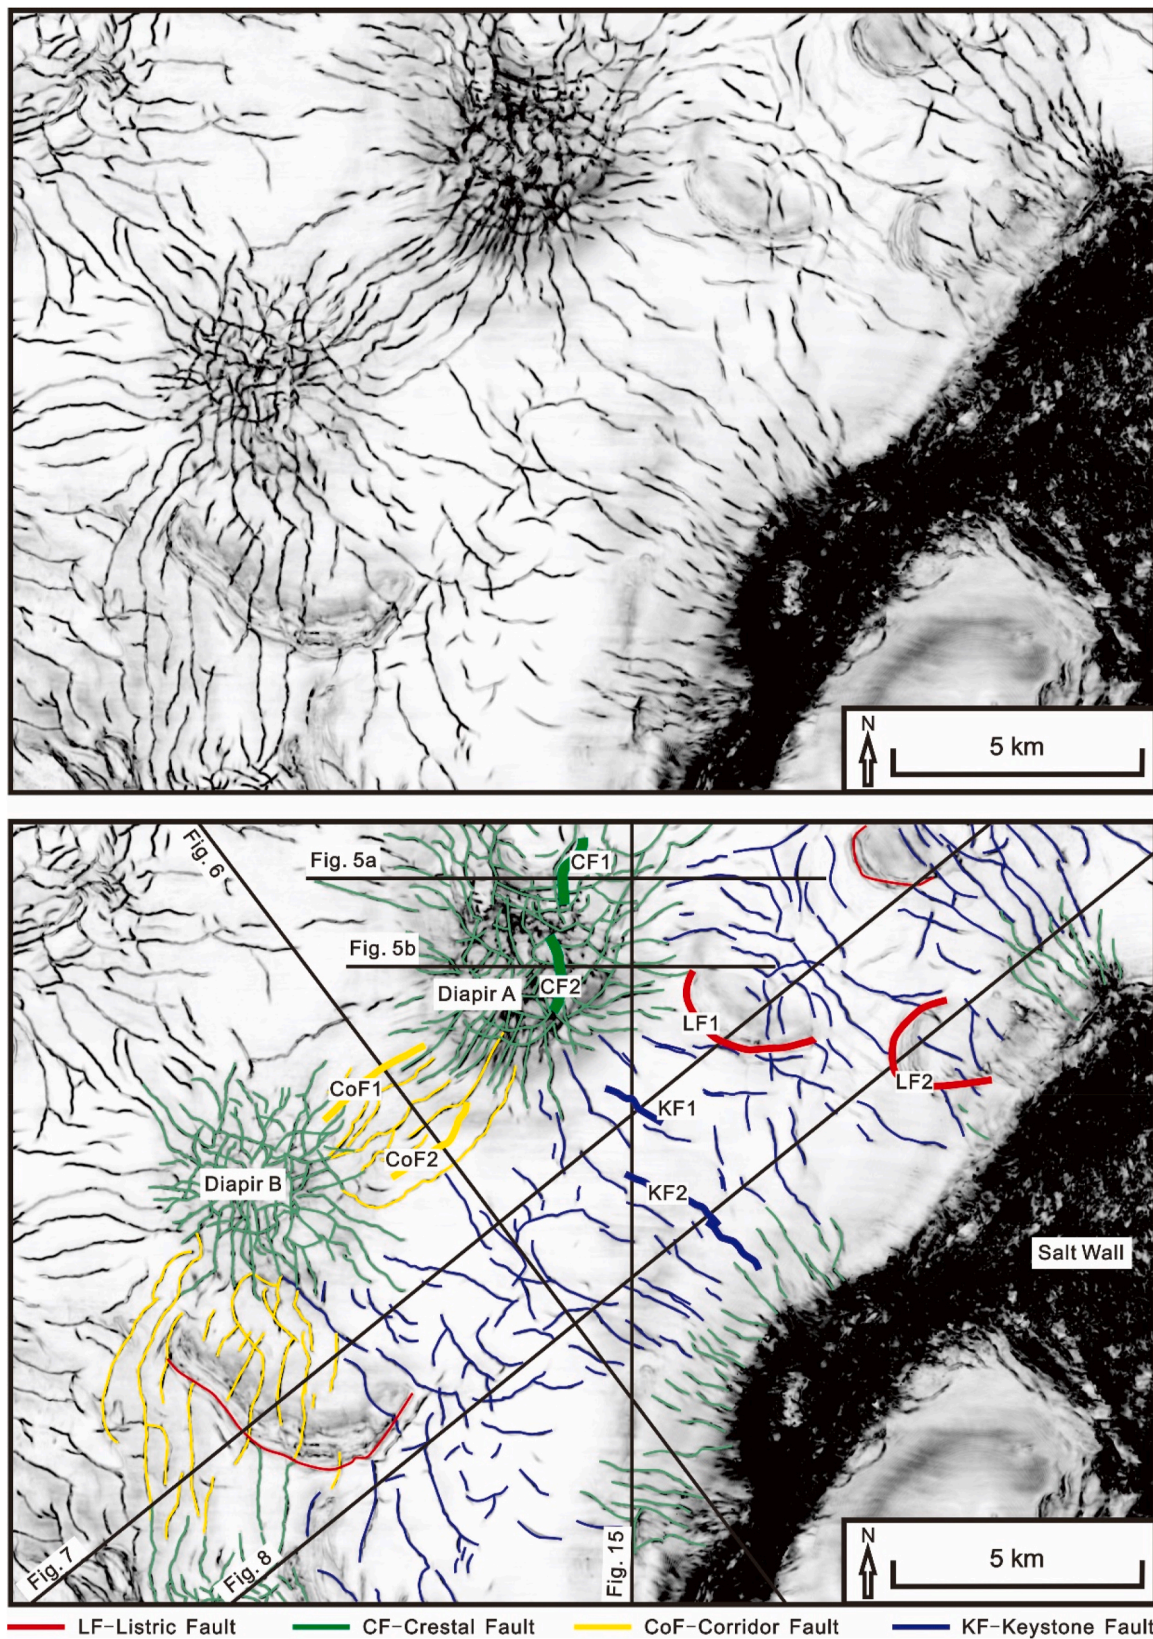 N
5 km
Fig. 6
Fig. 5a
CF1
Fig. 5b
Diapir A
CF2
LF1
LF2
CoF1
KF1
CoF2
Diapir B
KF2
Salt Wall
Fig. 7
Fig. 8
Fig. 15
N
5 km
LF-Listric Fault
CF-Crestal Fault
CoF-Corridor Fault
KF-Keystone Fault